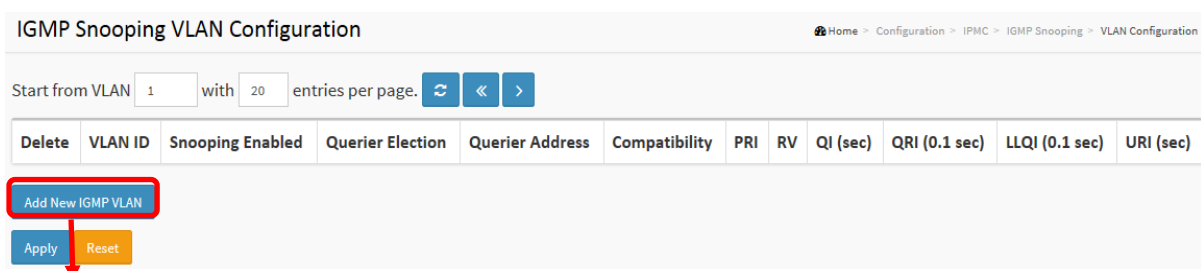 IGMP Snooping VLAN Configuration
Home > Configuration > IPMC > IGMP Snooping > VLAN Configuration
Start from VLAN 1 with 20 entries per page.
Delete VLAN ID Snooping Enabled Querier Election Querier Address Compatibility PRI RV QI (sec) QRI (0.1 sec) LLQI (0.1 sec) URI (sec)
Add New IGMP VLAN
Apply Reset